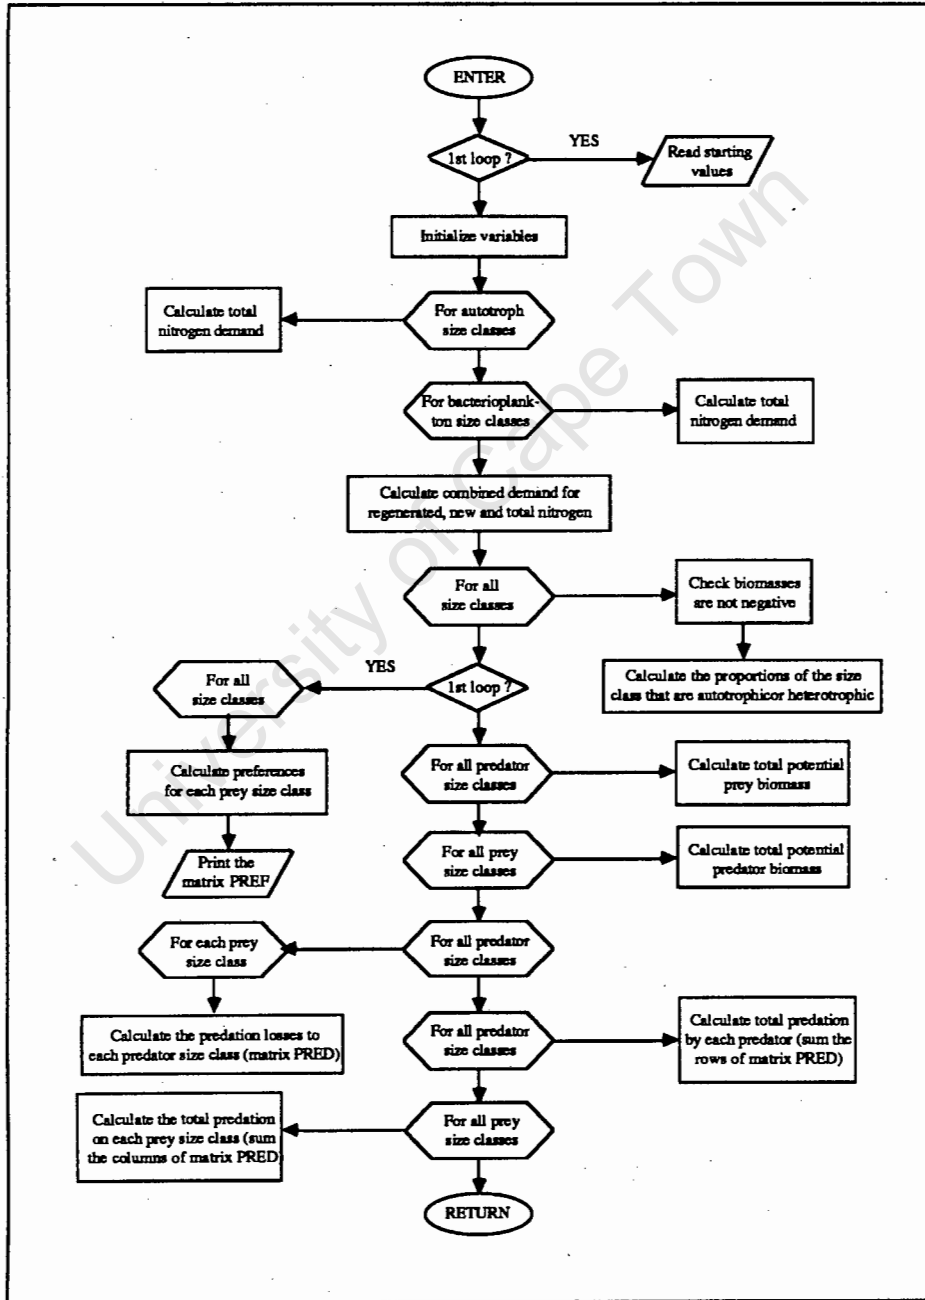 ENTER
1st loop ?
YES
Read starting
values
Initialize variables
Calculate total
nitrogen demand
For autotroph
size classes
For bacterioplank-
ton size classes
Calculate total
nitrogen demand
Calculate combined demand for
regenerated, new and total nitrogen
For all
size classes
Check biomasses
are not negative
Calculate the proportions of the size
class that are autotrophicor heterotrophic
1st loop ?
YES
For all
size classes
Calculate preferences
for each prey size class
Print the
matrix PREF
For all predator
size classes
Calculate total potential
prey biomass
For all prey
size classes
Calculate total potential
predator biomass
For all predator
size classes
For each prey
size class
Calculate the predation losses to
each predator size class (matrix PRED)
For all predator
size classes
Calculate total predation
by each predator (sum the
rows of matrix PRED)
For all prey
size classes
Calculate the total predation
on each prey size class (sum
the columns of matrix PRED)
RETURN
University of Cape Town